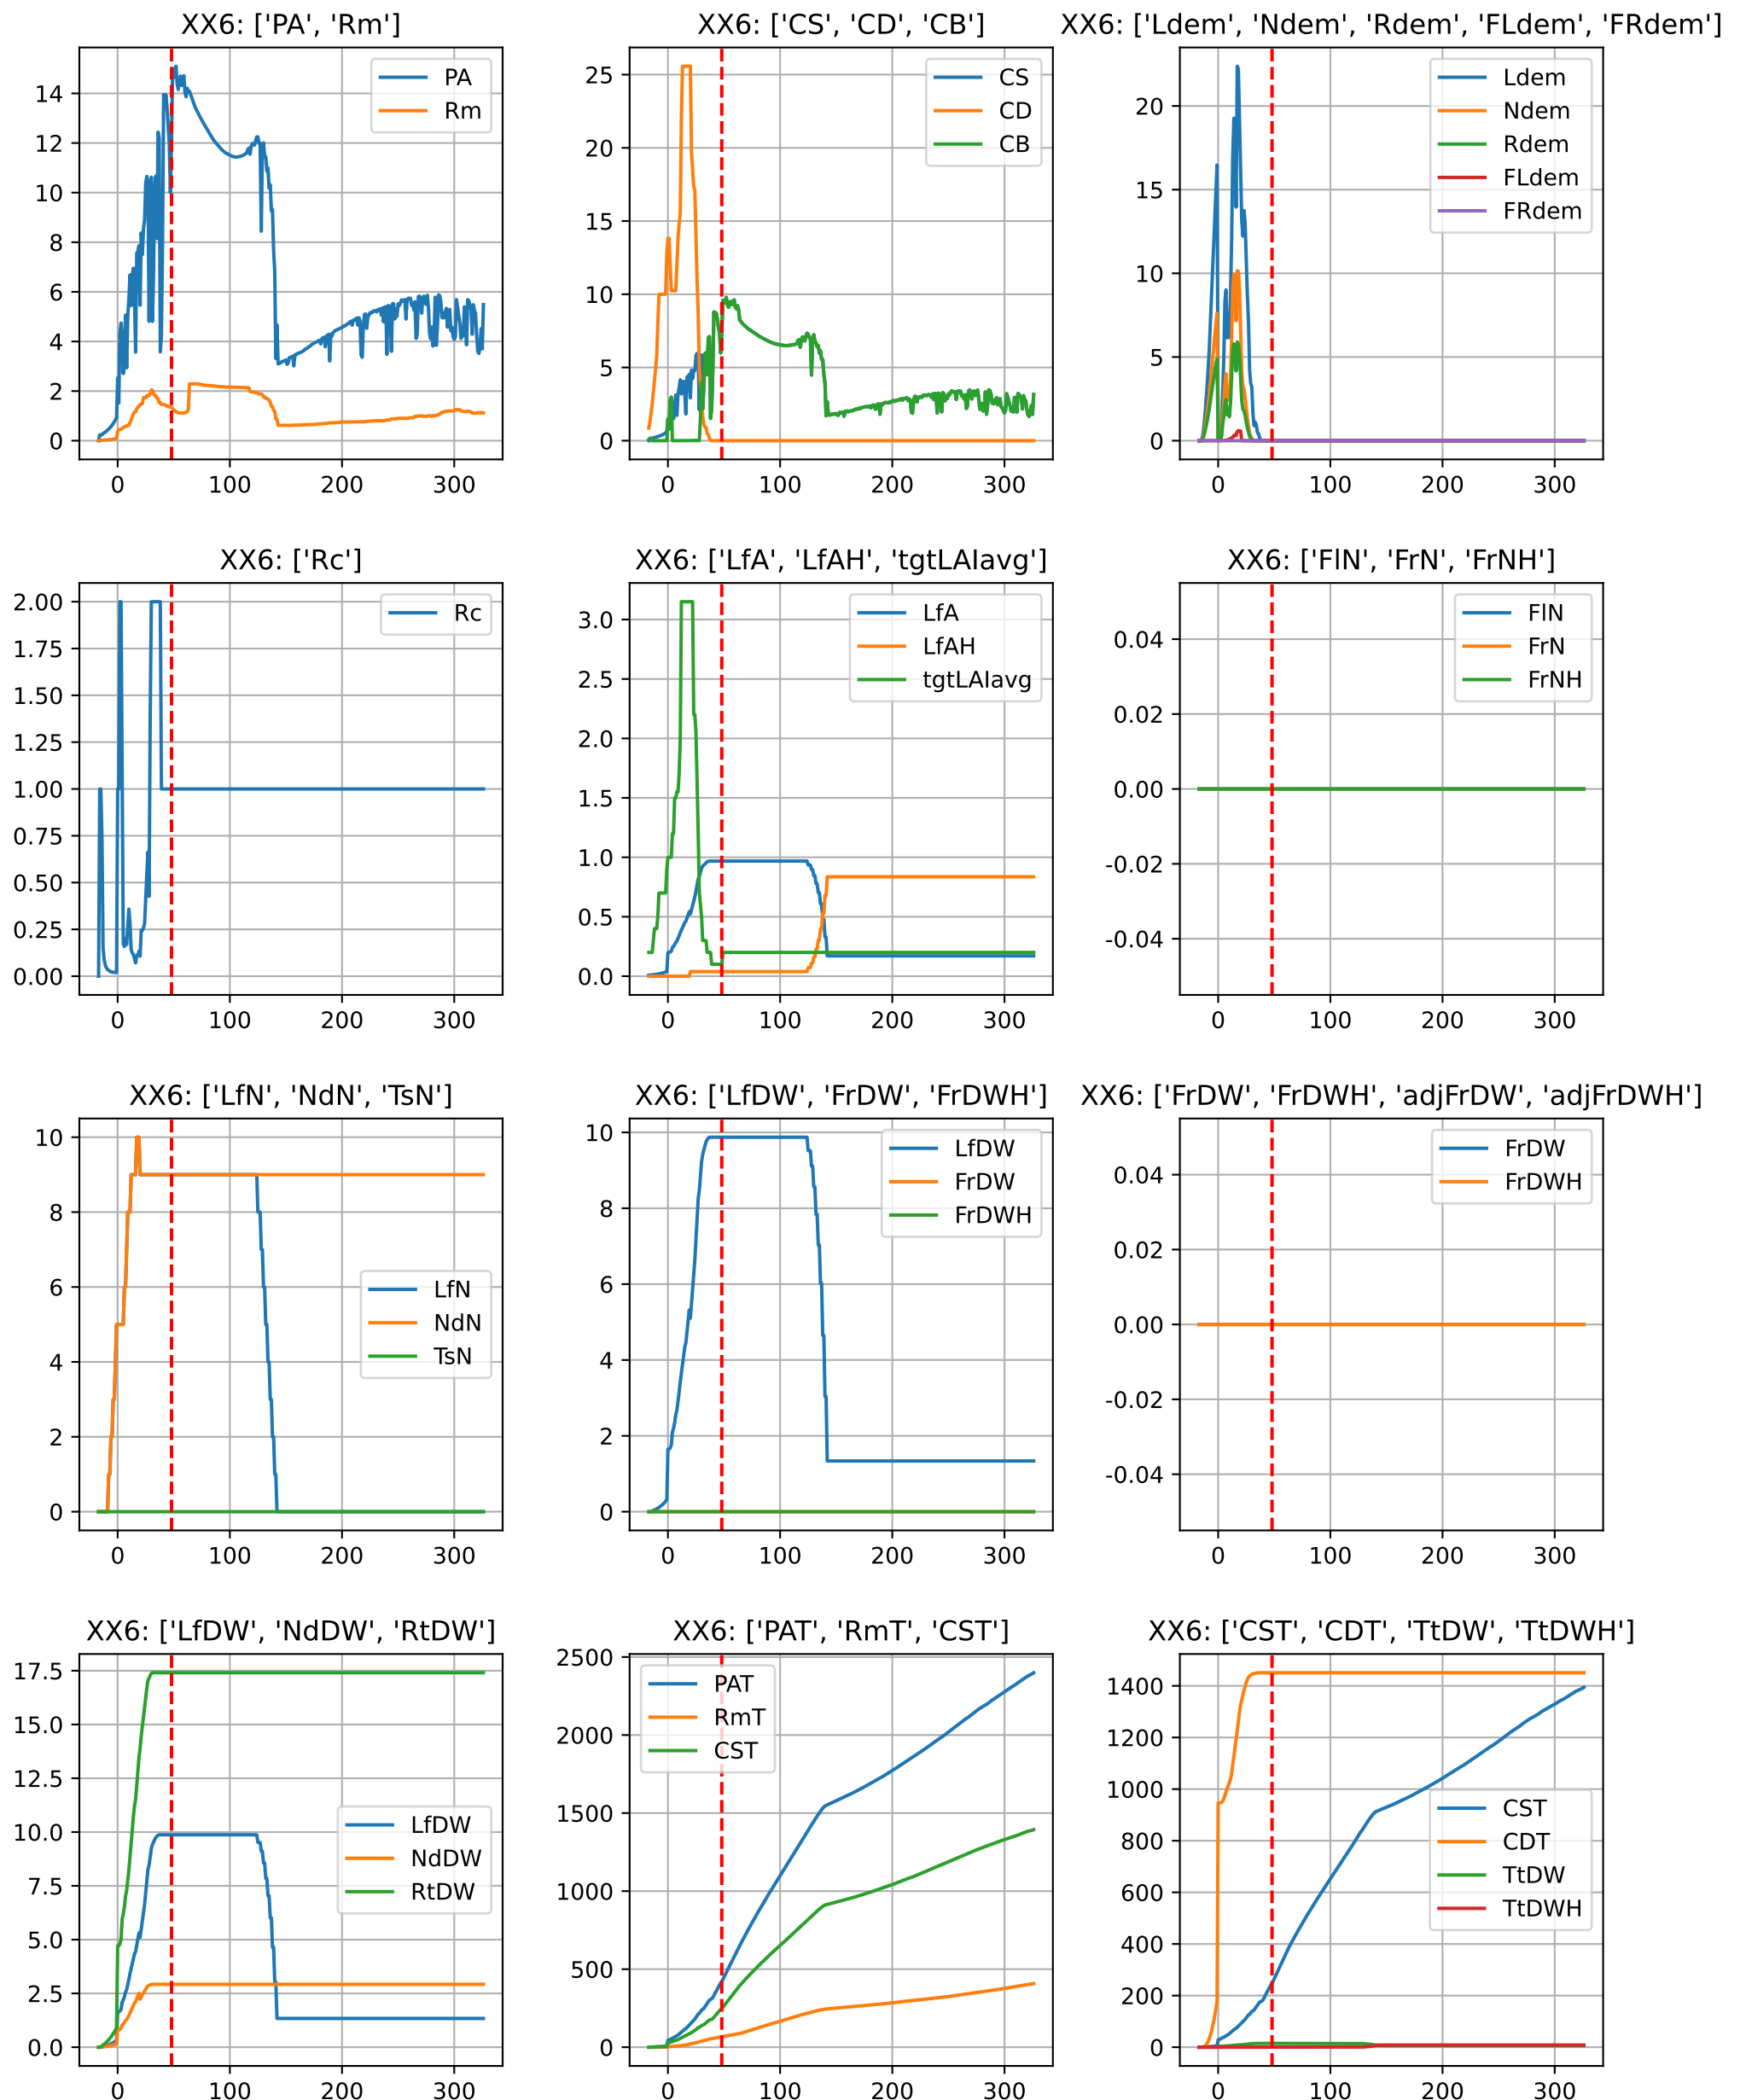 XX6: ['PA', 'Rm']
14
12
10
8
6
4
2
0
0 100 200 300
PA
Rm
XX6: ['CS', 'CD', 'CB']
25
20
15
10
5
0
0 100 200 300
CS
CD
CB
XX6: ['Ldem', 'Ndem', 'Rdem', 'FLdem', 'FRdem']
20
15
10
5
0
0 100 200 300
Ldem
Ndem
Rdem
FLdem
FRdem
XX6: ['Rc']
2.00
1.75
1.50
1.25
1.00
0.75
0.50
0.25
0.00
0 100 200 300
Rc
XX6: ['LfA', 'LfAH', 'tgtLAIavg']
3.0
2.5
2.0
1.5
1.0
0.5
0.0
0 100 200 300
LfA
LfAH
tgtLAIavg
XX6: ['FlN', 'FrN', 'FrNH']
0.04
0.02
0.00
-0.02
-0.04
0 100 200 300
FlN
FrN
FrNH
XX6: ['LfN', 'NdN', 'TsN']
10
8
6
4
2
0
0 100 200 300
LfN
NdN
TsN
XX6: ['LfDW', 'FrDW', 'FrDWH']
10
8
6
4
2
0
0 100 200 300
LfDW
FrDW
FrDWH
XX6: ['FrDW', 'FrDWH', 'adjFrDW', 'adjFrDWH']
0.04
0.02
0.00
-0.02
-0.04
0 100 200 300
FrDW
FrDWH
XX6: ['LfDW', 'NdDW', 'RtDW']
17.5
15.0
12.5
10.0
7.5
5.0
2.5
0.0
0 100 200 300
LfDW
NdDW
RtDW
XX6: ['PAT', 'RmT', 'CST']
2500
2000
1500
1000
500
0
0 100 200 300
PAT
RmT
CST
XX6: ['CST', 'CDT', 'TtDW', 'TtDWH']
1400
1200
1000
800
600
400
200
0
0 100 200 300
CST
CDT
TtDW
TtDWH